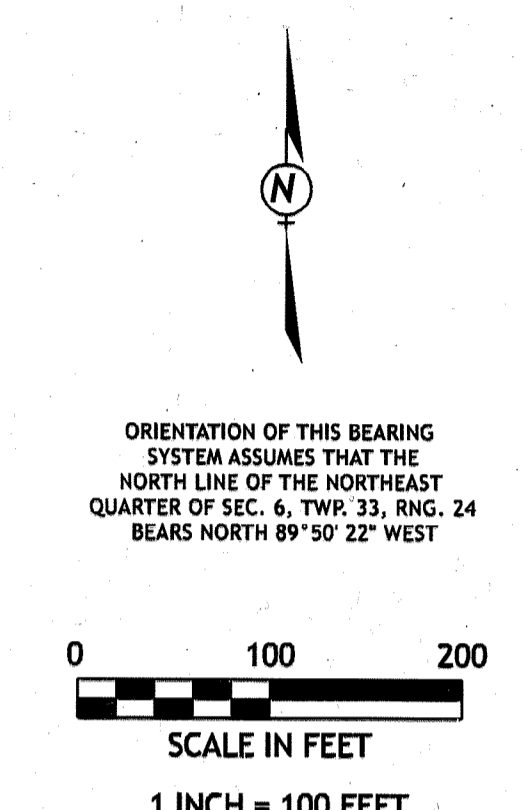 N
ORIENTATION OF THIS BEARING
SYSTEM ASSUMES THAT THE
NORTH LINE OF THE NORTHEAST
QUARTER OF SEC. 6, TWP. 33, RNG. 24
BEARS NORTH 89°50' 22" WEST
0 100 200
SCALE IN FEET
1 INCH = 100 FEET